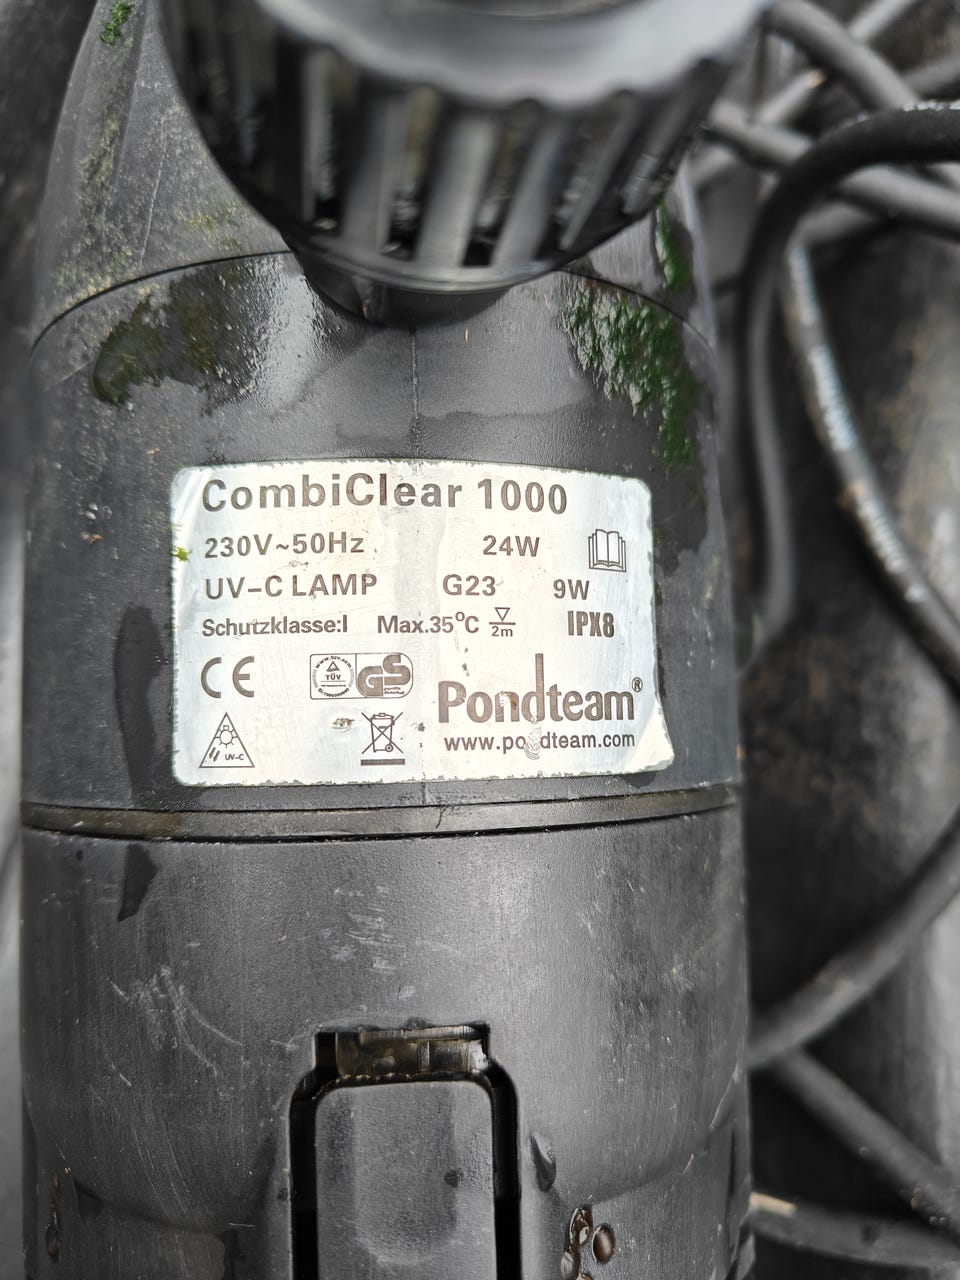 CombiClear 1000
230V~50Hz 24W
UV-C LAMP G23 9W
Schutzklasse:I Max.35°C 2m IPX8
CE
TÜV GS
Pondteam®
UV-C www.pondteam.com